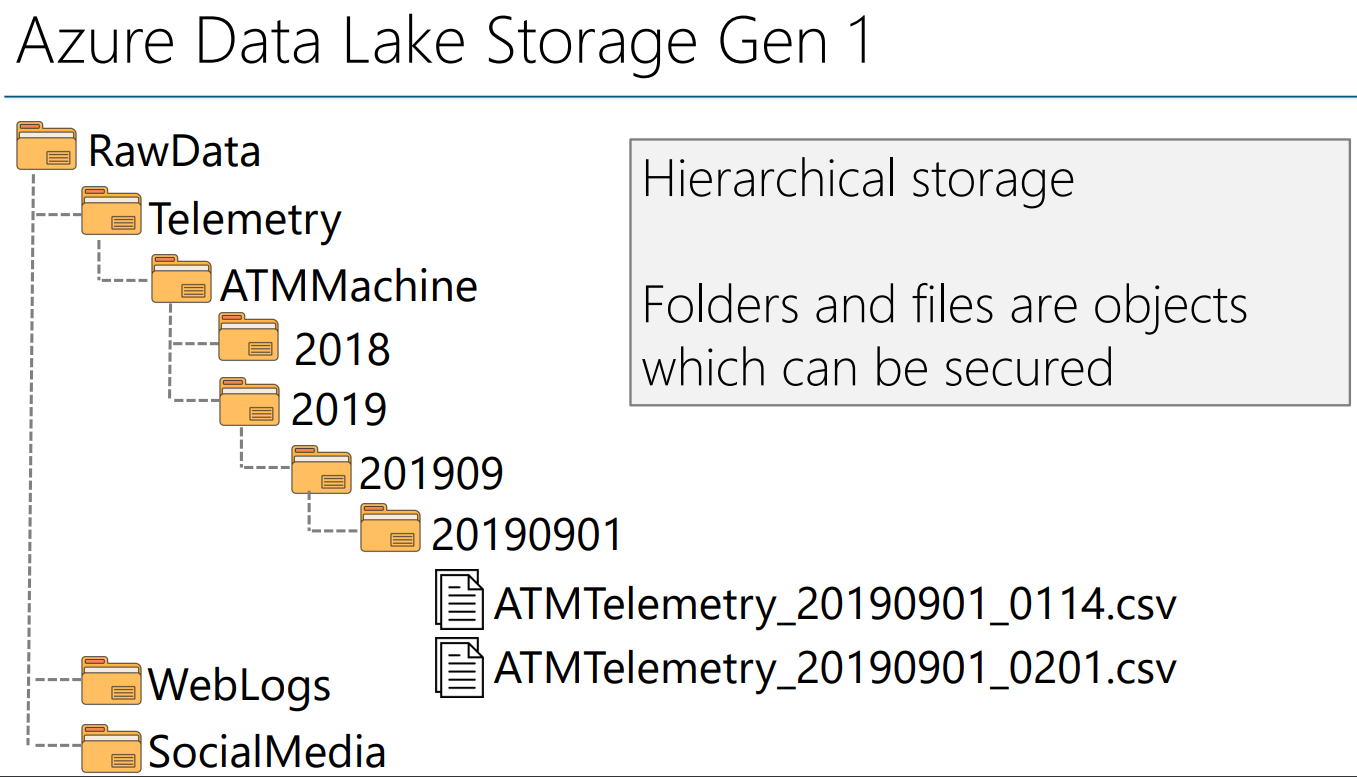 Azure Data Lake Storage Gen 1
RawData
Telemetry
ATMMachine
2018
2019
201909
20190901
ATMTelemetry_20190901_0114.csv
ATMTelemetry_20190901_0201.csv
WebLogs
SocialMedia
Hierarchical storage
Folders and files are objects
which can be secured